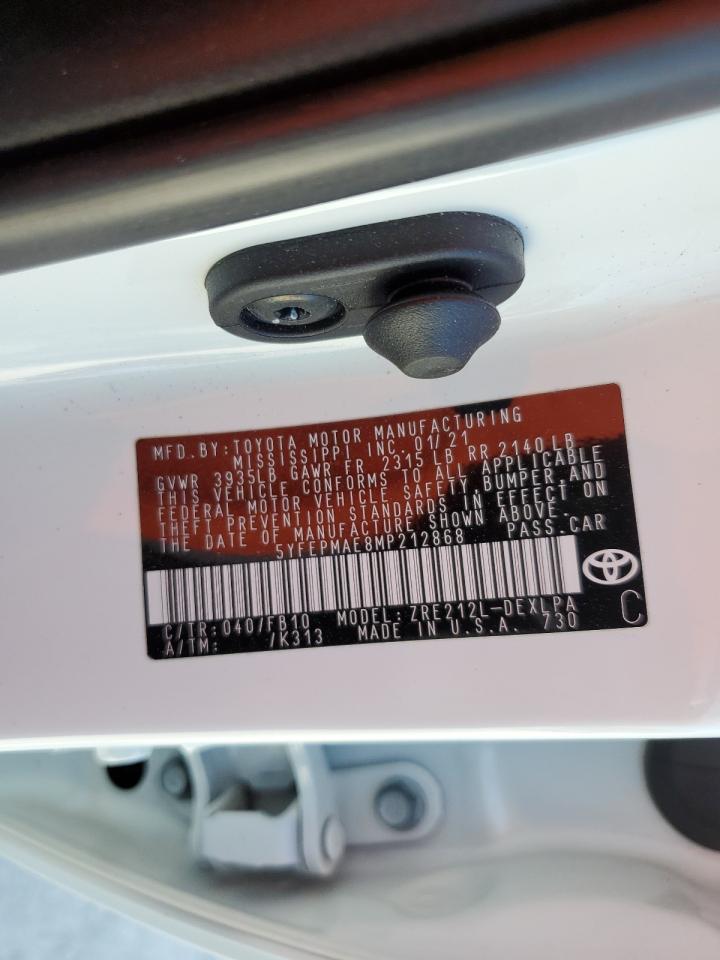 MFD. BY: TOYOTA MOTOR MANUFACTURING
MISSISSIPPI INC. 01/21
GVWR 3935LB GAWR FR 2315 LB RR 2140 LB
THIS VEHICLE CONFORMS TO ALL APPLICABLE
FEDERAL MOTOR VEHICLE SAFETY, BUMPER, AND
THEFT PREVENTION STANDARDS IN EFFECT ON
THE DATE OF MANUFACTURE SHOWN ABOVE.
5YFEPMAE8MP212868 PASS. CAR
C/TR: 040/FB10 MODEL: ZRE212L-DEXLPA
A/TM: /K313 MADE IN U.S.A. 730
C